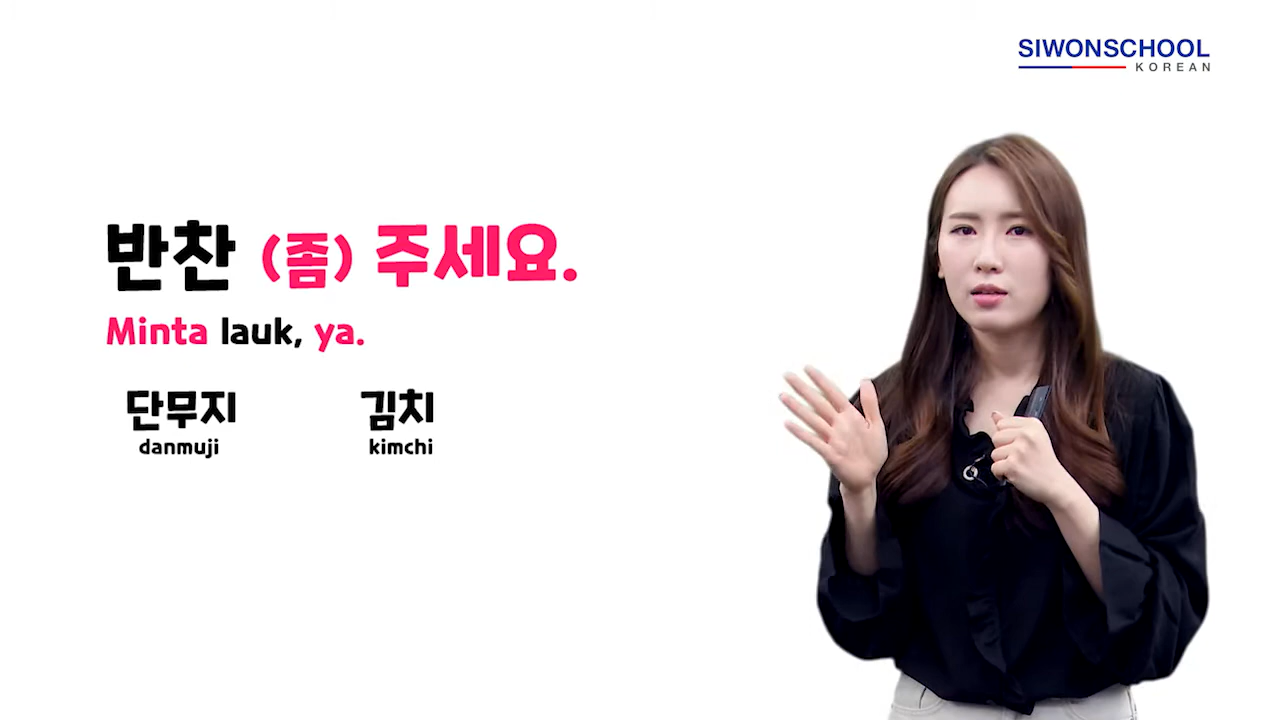 SIWONSCHOOL
KOREAN
반찬 (좀) 주세요.
Minta lauk, ya.
단무지 김치
danmuji kimchi